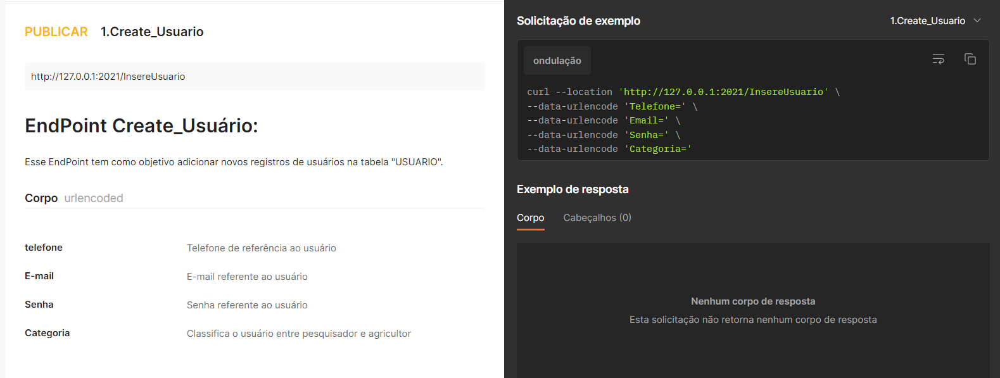 PUBLICAR 1.Create_Usuario
http://127.0.0.1:2021/InsereUsuario
EndPoint Create_Usuário:
Esse EndPoint tem como objetivo adicionar novos registros de usuários na tabela "USUARIO".
Corpo urlencoded
telefone Telefone de referência ao usuário
E-mail E-mail referente ao usuário
Senha Senha referente ao usuário
Categoria Classifica o usuário entre pesquisador e agricultor
Solicitação de exemplo 1.Create_Usuario
ondulação
curl --location 'http://127.0.0.1:2021/InsereUsuario' \
--data-urlencode 'Telefone=' \
--data-urlencode 'Email=' \
--data-urlencode 'Senha=' \
--data-urlencode 'Categoria='
Exemplo de resposta
Corpo Cabeçalhos (0)
Nenhum corpo de resposta
Esta solicitação não retorna nenhum corpo de resposta